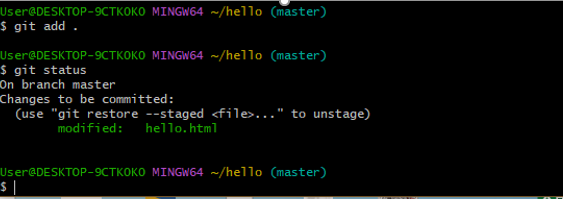 User@DESKTOP-9CTKOKO MINGW64 ~/hello (master)
$ git add .
User@DESKTOP-9CTKOKO MINGW64 ~/hello (master)
$ git status
On branch master
Changes to be committed:
  (use "git restore --staged <file>..." to unstage)
        modified:   hello.html
User@DESKTOP-9CTKOKO MINGW64 ~/hello (master)
$